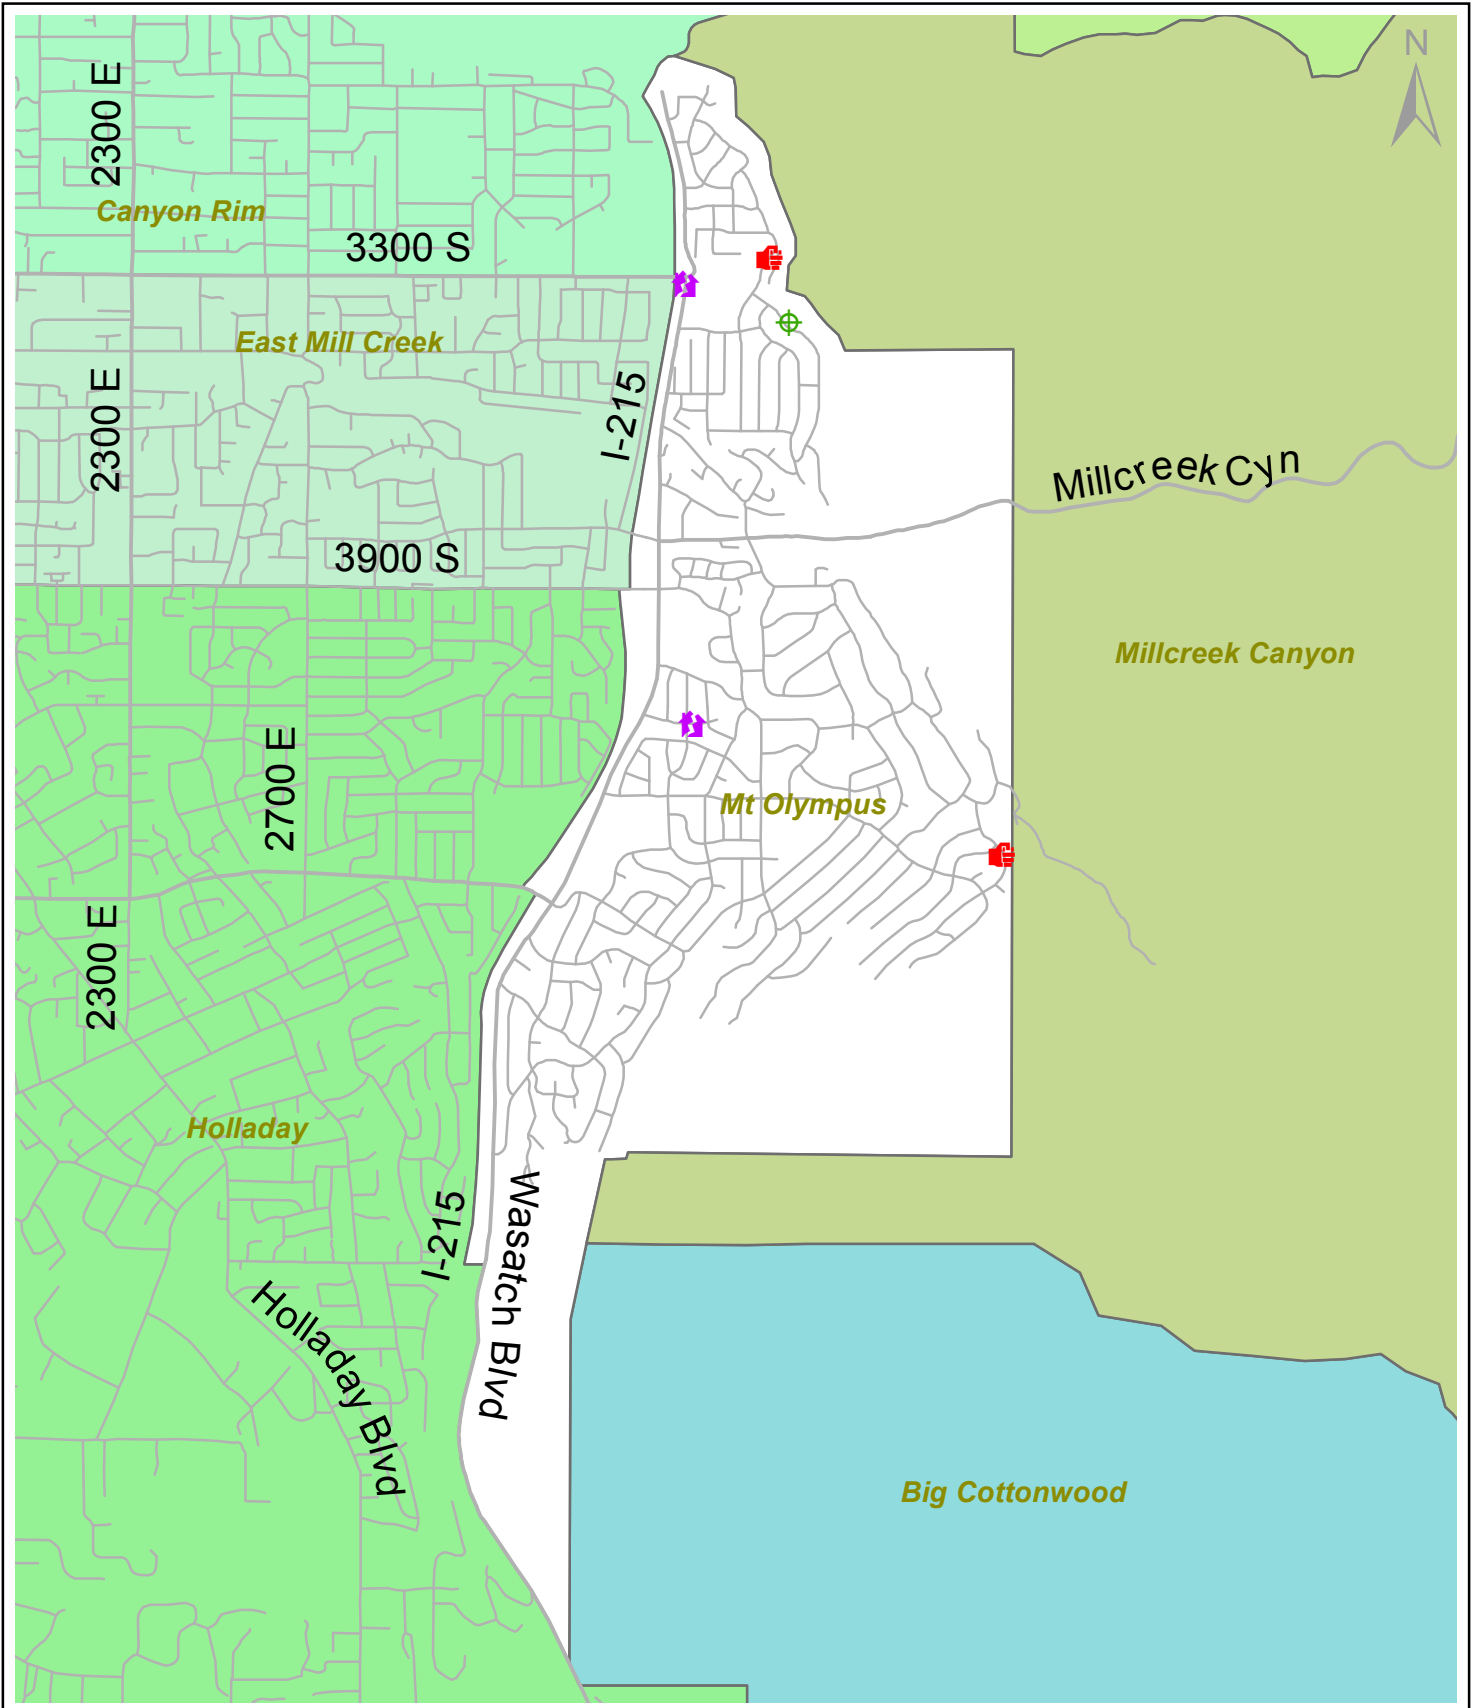 N
2300 E
Canyon Rim
3300 S
East Mill Creek
2300 E
I-215
Millcreek Cyn
3900 S
Millcreek Canyon
2700 E
Mt Olympus
2300 E
Holladay
I-215
Wasatch Blvd
Holladay Blvd
Big Cottonwood